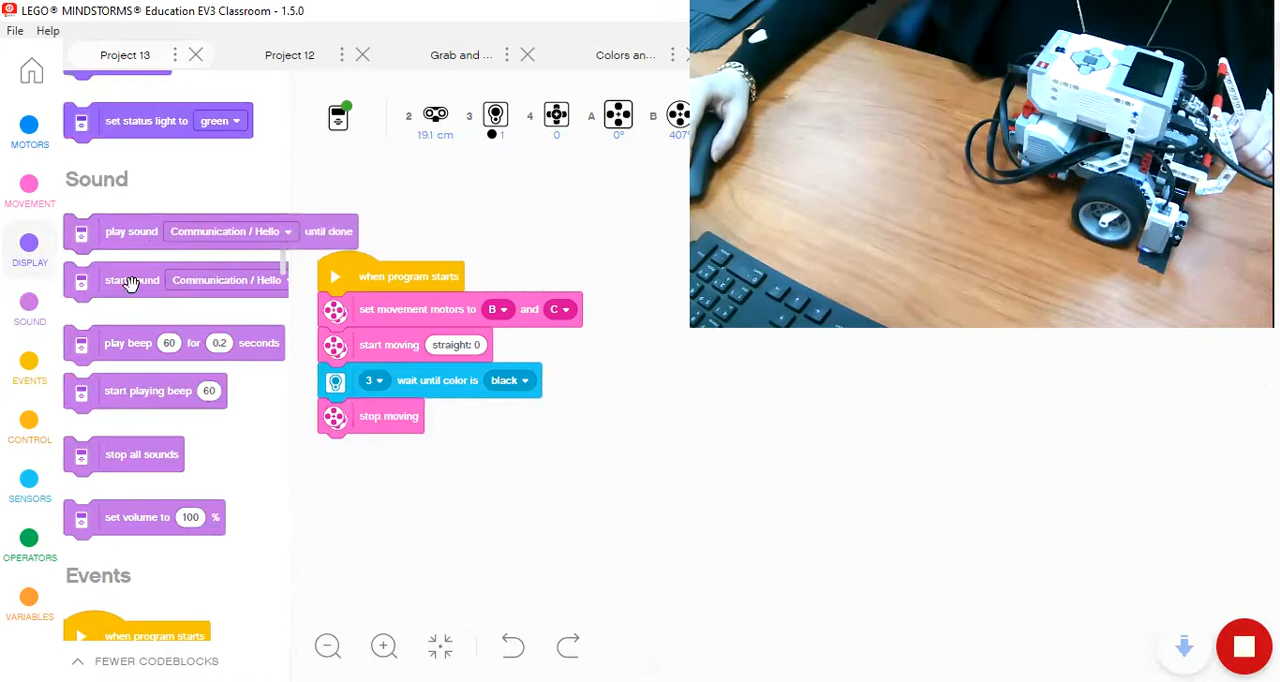 LEGO® MINDSTORMS® Education EV3 Classroom - 1.5.0
File Help
Project 13
Project 12
Grab and ...
Colors an...
MOTORS
MOVEMENT
DISPLAY
SOUND
EVENTS
CONTROL
SENSORS
OPERATORS
VARIABLES
set status light to green
Sound
play sound Communication / Hello until done
start sound Communication / Hello
play beep 60 for 0.2 seconds
start playing beep 60
stop all sounds
set volume to 100 %
Events
when program starts
FEWER CODEBLOCKS
2 19.1 cm
3 1
4 0
A 0°
B 407°
when program starts
set movement motors to B and C
start moving straight: 0
3 wait until color is black
stop moving